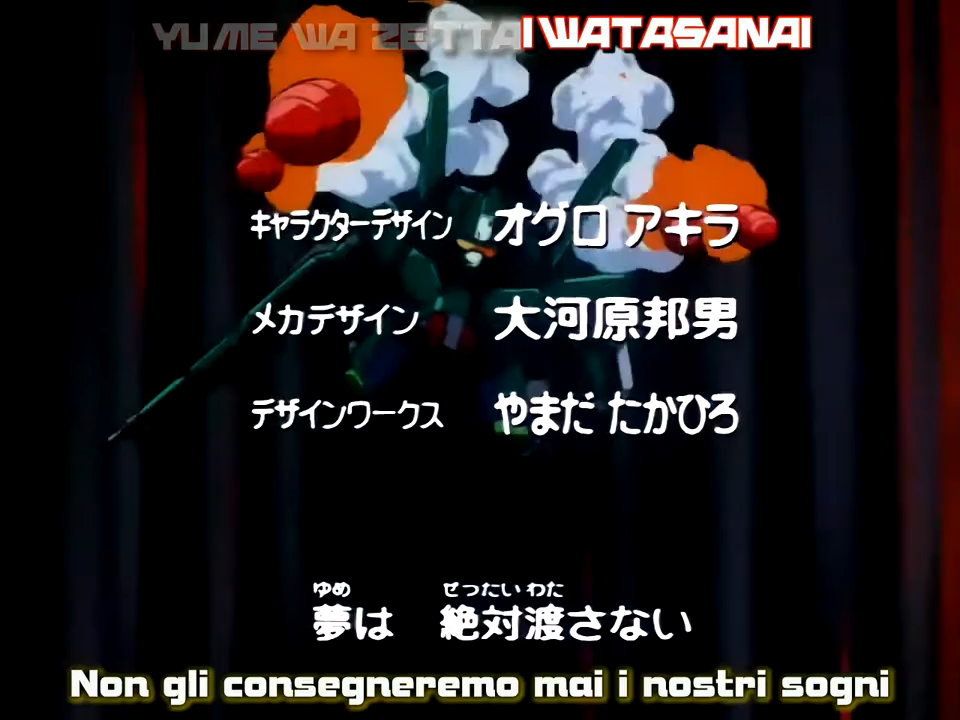 YUME WA ZETTAI WATASANAI
キャラクターデザイン オグロ アキラ
メカデザイン 大河原邦男
デザインワークス やまだ たかひろ
ゆめ ぜったい わた
夢は 絶対渡さない
Non gli consegneremo mai i nostri sogni